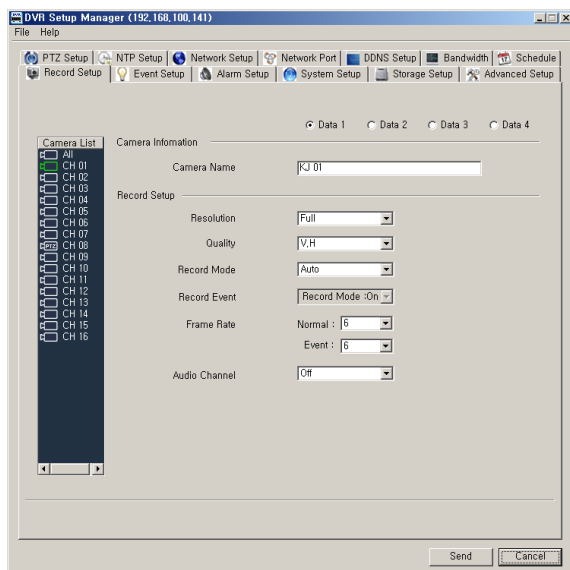 DVR Setup Manager (192,168,100,141)
File Help
PTZ Setup NTP Setup Network Setup Network Port DDNS Setup Bandwidth Schedule
Record Setup Event Setup Alarm Setup System Setup Storage Setup Advanced Setup
Data 1 Data 2 Data 3 Data 4
Camera List
All
CH 01
CH 02
CH 03
CH 04
CH 05
CH 06
CH 07
PTZ CH 08
CH 09
CH 10
CH 11
CH 12
CH 13
CH 14
CH 15
CH 16
Camera Infomation
Camera Name KJ 01
Record Setup
Resolution Full
Quality V,H
Record Mode Auto
Record Event Record Mode :On
Frame Rate Normal : 6
Event : 6
Audio Channel Off
Send Cancel